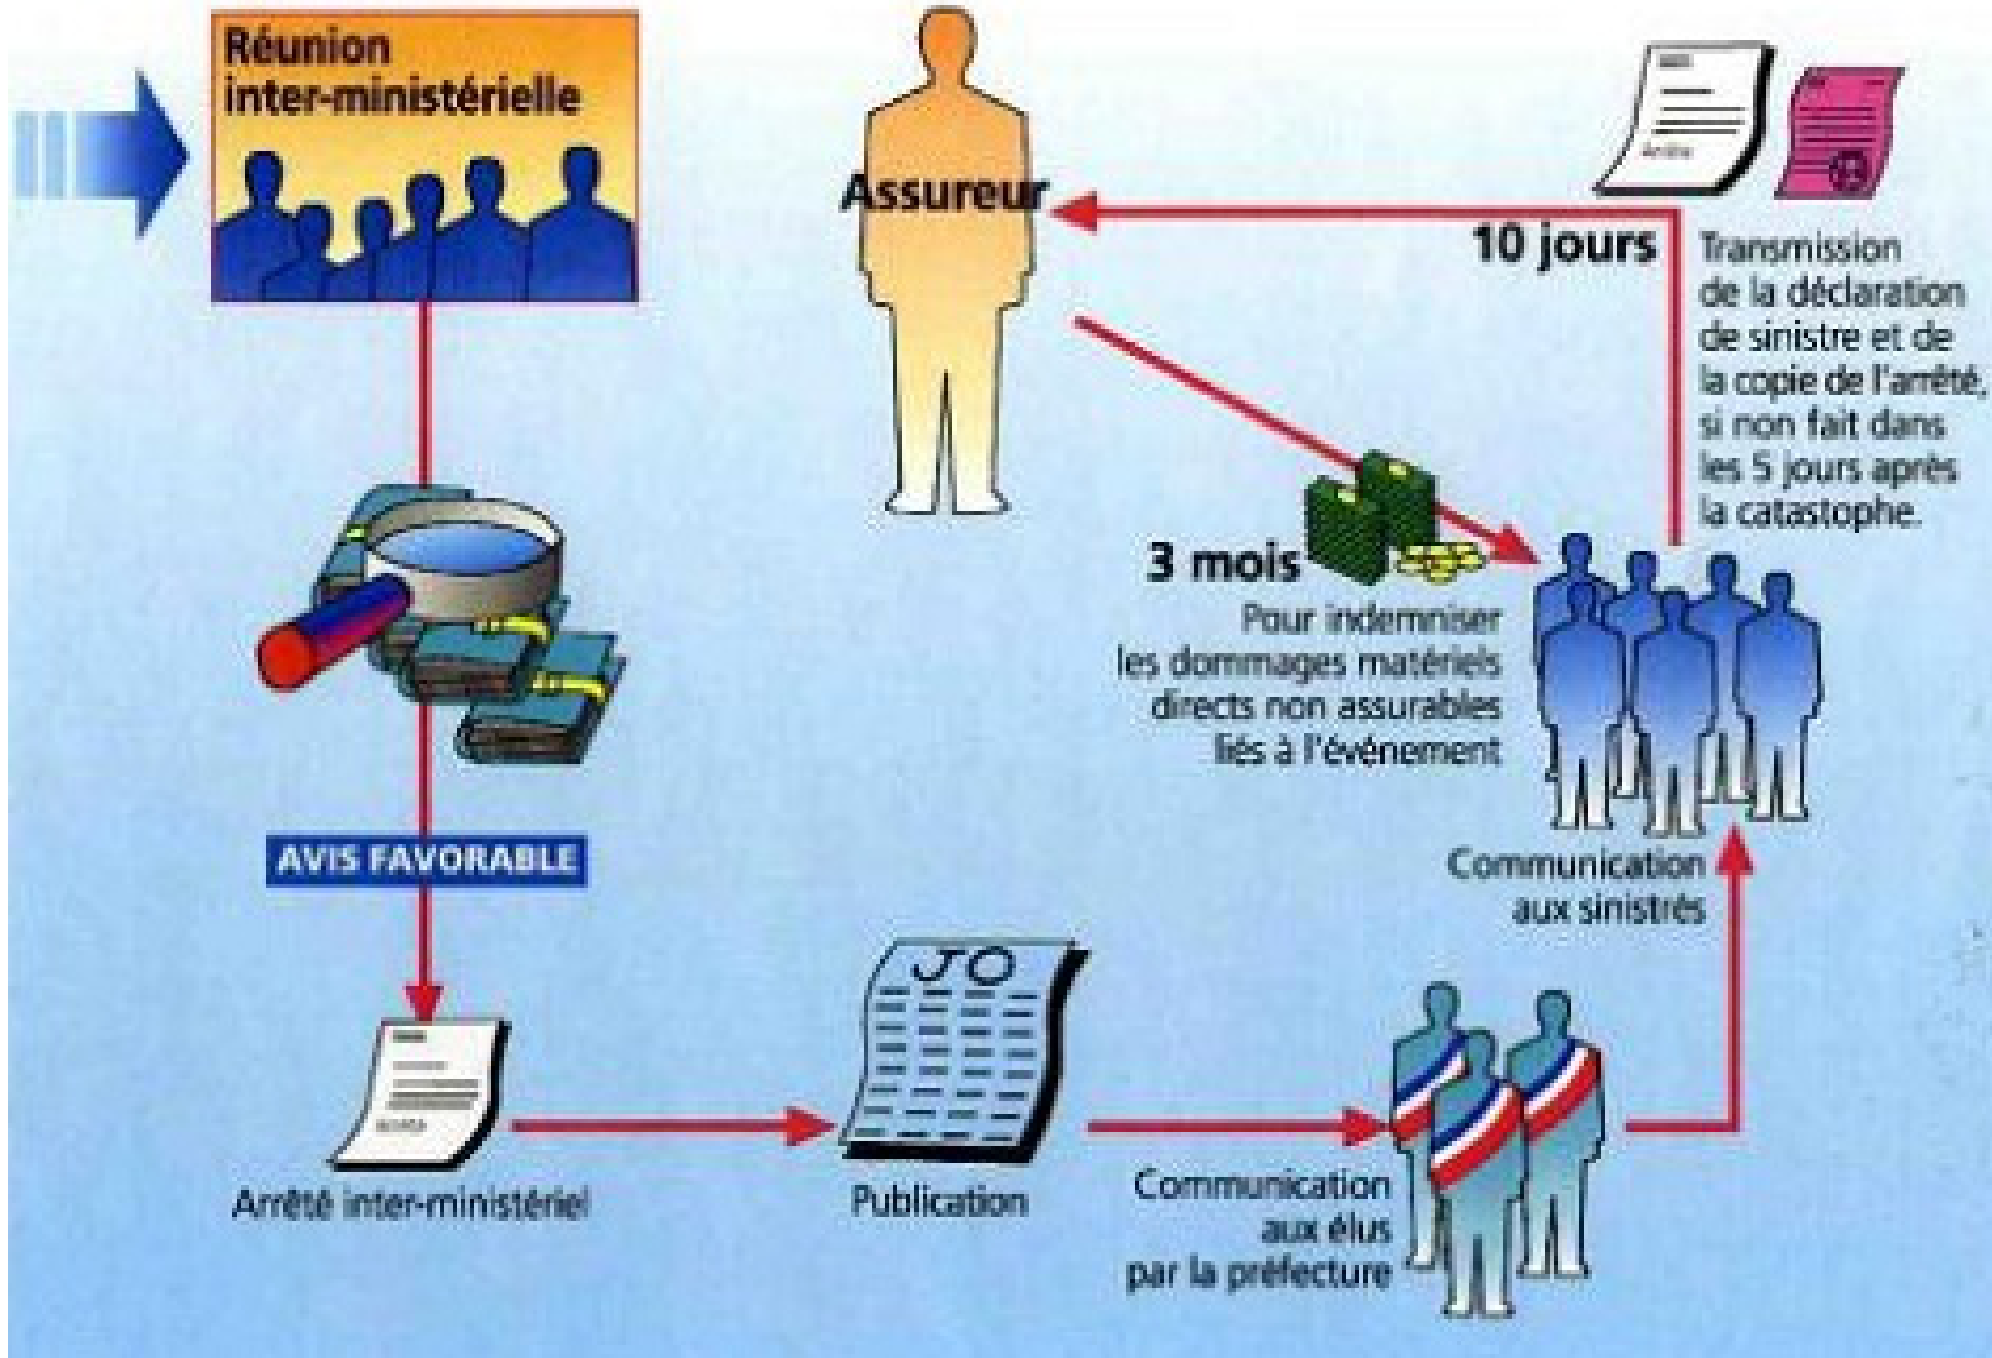 Réunion
inter-ministérielle
Assureur
10 jours
Transmission
de la déclaration
de sinistre et de
la copie de l'arrêté,
si non fait dans
les 5 jours après
la catastophe.
3 mois
Pour indemniser
les dommages matériels
directs non assurables
liés à l'événement
AVIS FAVORABLE
Communication
aux sinistrés
JO
Arrêté inter-ministériel
Publication
Communication
aux élus
par la préfecture